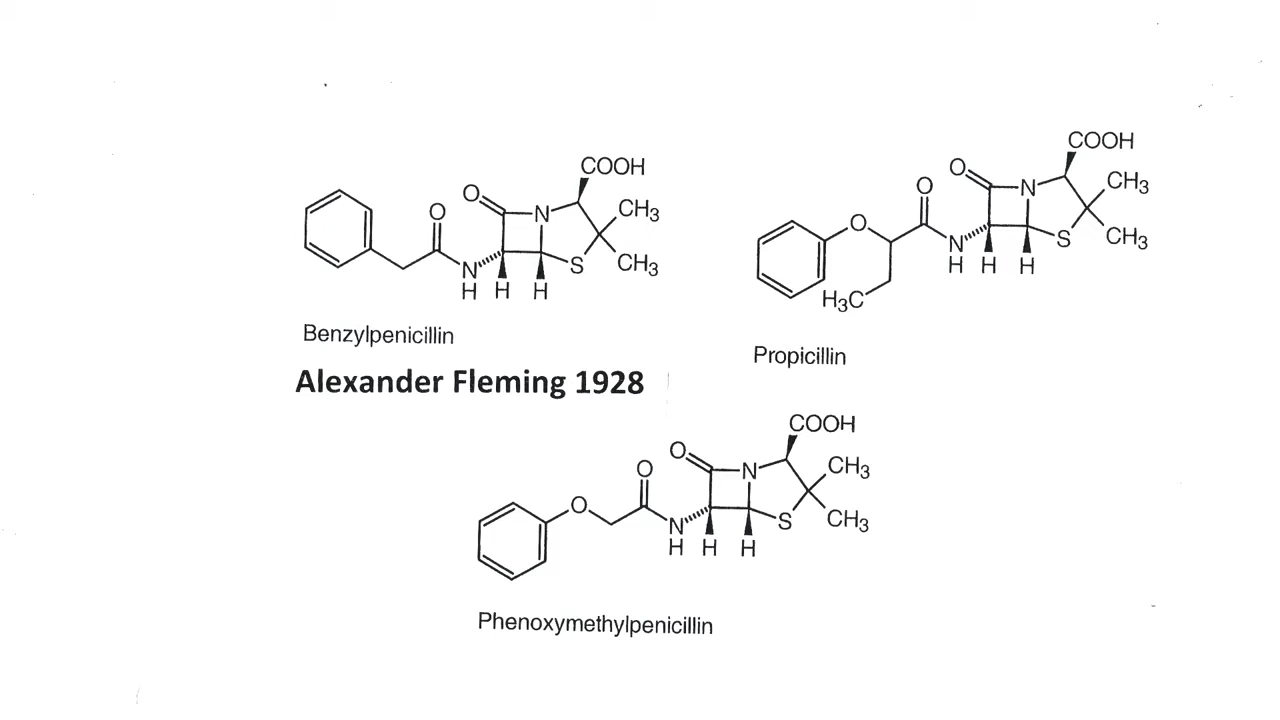 COOH
O
N
CH3
O
CH3
S
N
H
H
H
Benzylpenicillin
Alexander Fleming 1928
COOH
O
N
CH3
O
O
CH3
S
N
H
H
H
H3C
Propicillin
COOH
O
N
CH3
O
O
CH3
S
N
H
H
H
Phenoxymethylpenicillin